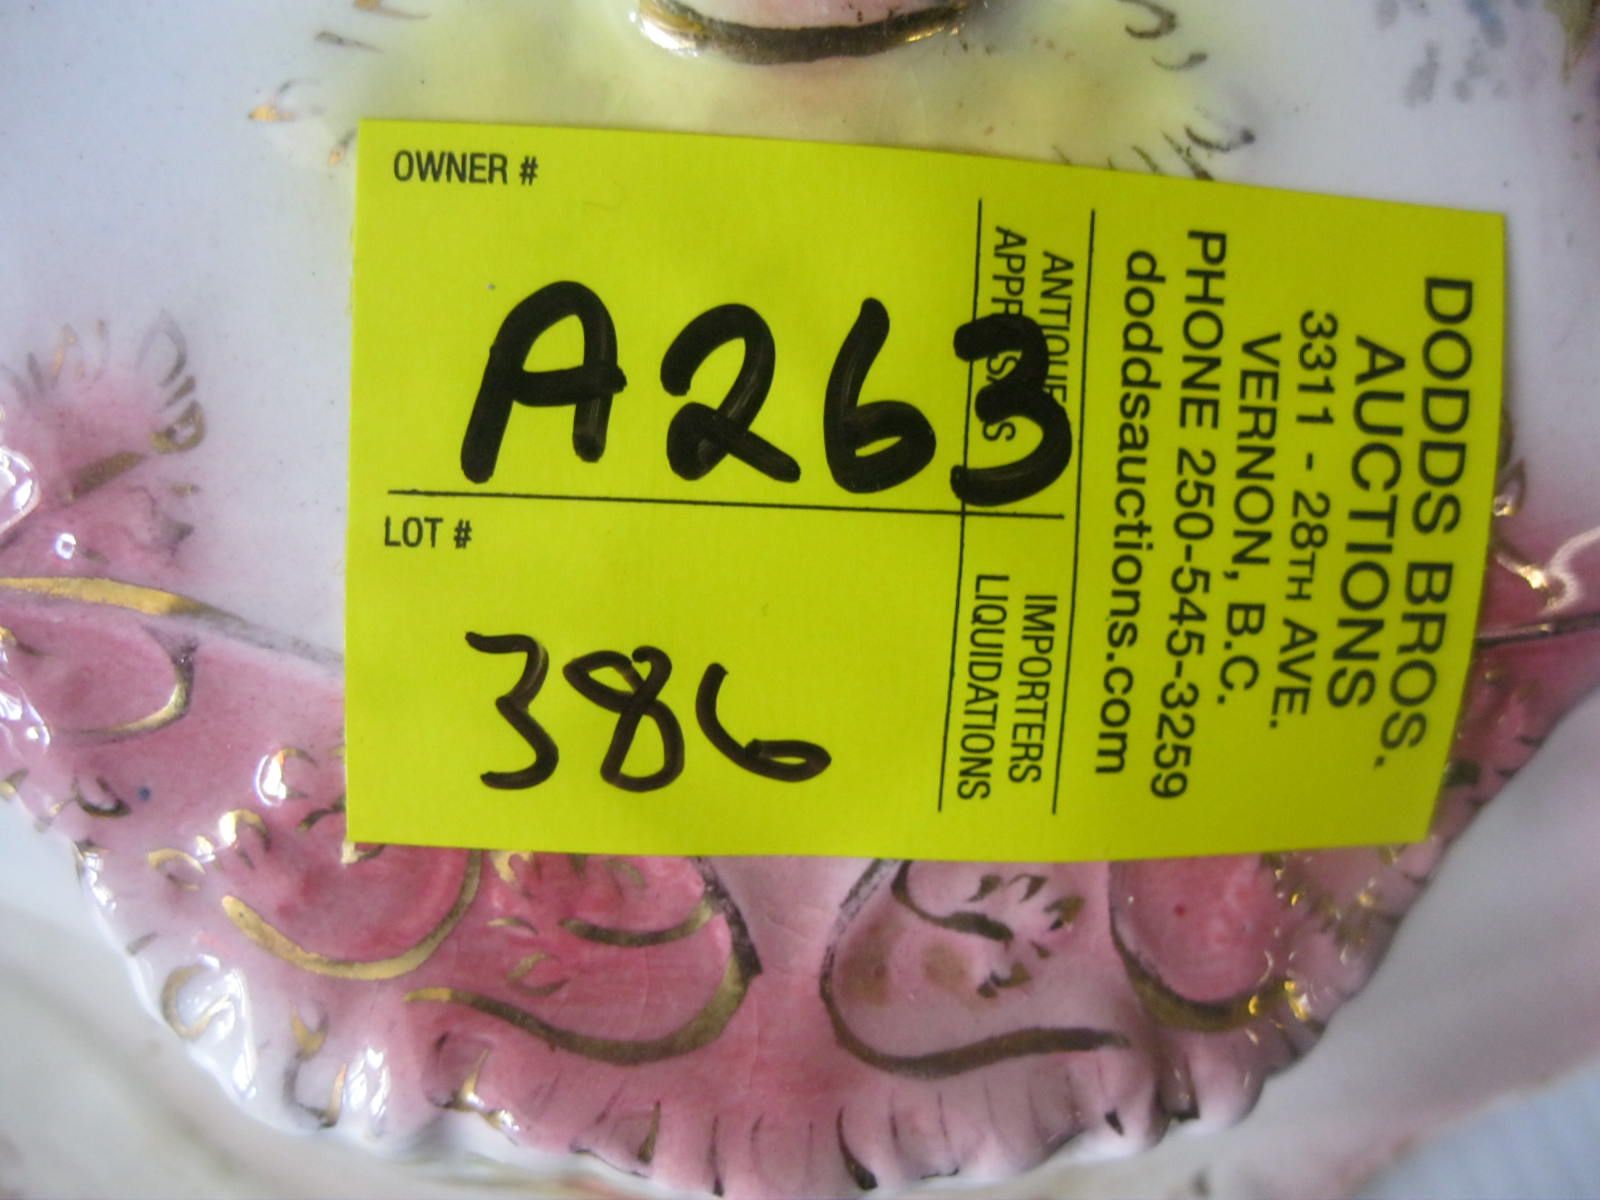 OWNER #
A263
LOT #
386
DODDS BROS.
AUCTIONS
3311 - 28TH AVE.
VERNON, B.C.
PHONE 250-545-3259
doddsauctions.com
ANTIQUES
APPRAISALS
IMPORTERS
LIQUIDATIONS